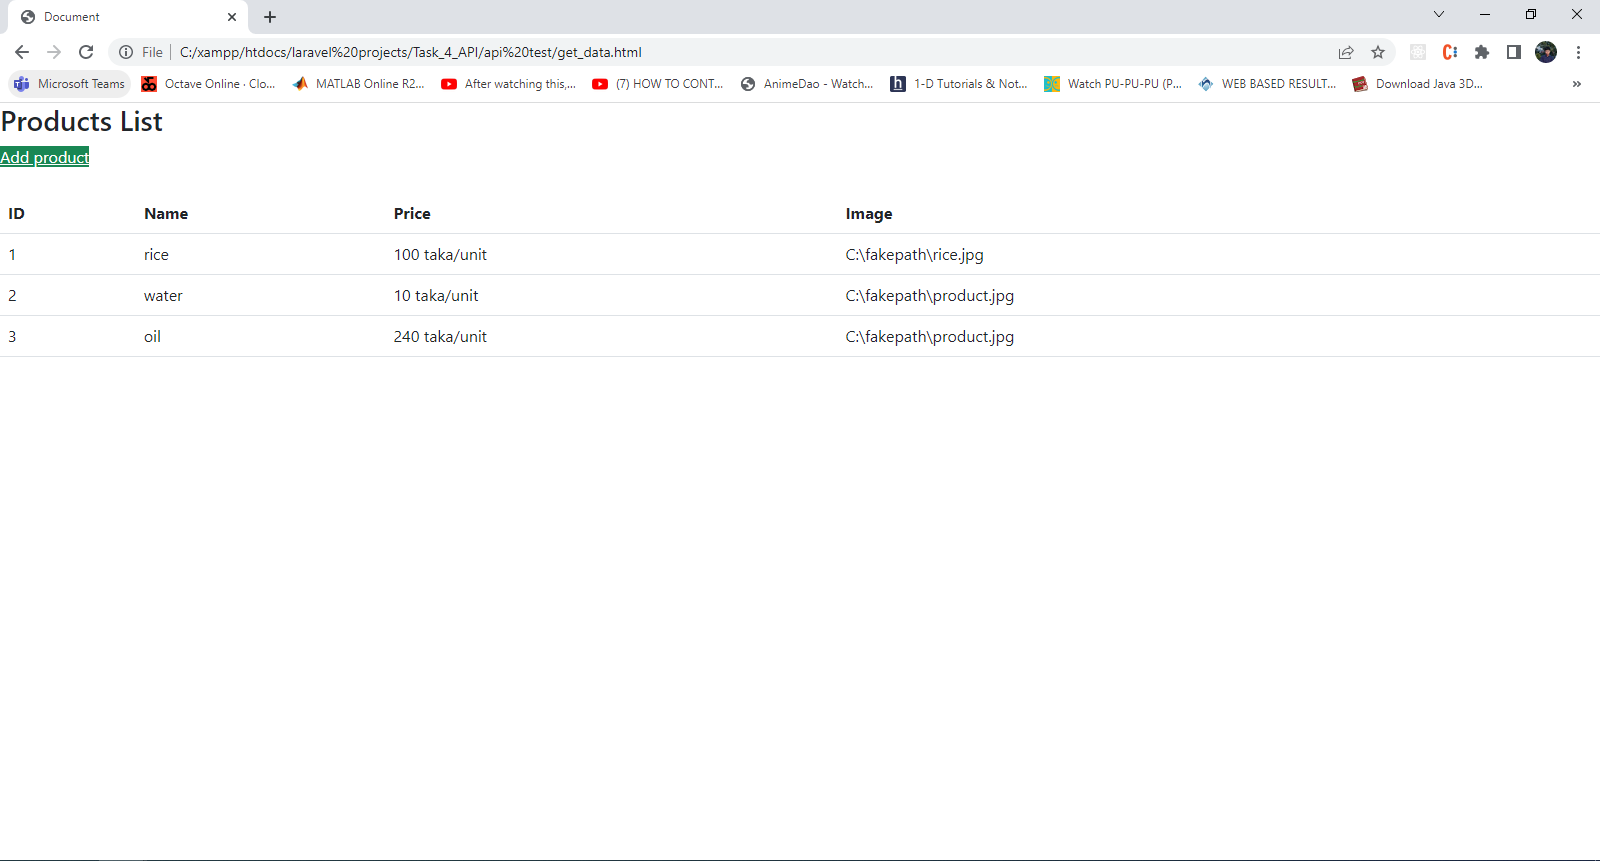 Document
File C:/xampp/htdocs/laravel%20projects/Task_4_API/api%20test/get_data.html
Microsoft Teams Octave Online · Clo... MATLAB Online R2... After watching this,... (7) HOW TO CONT... AnimeDao - Watch... 1-D Tutorials & Not... Watch PU-PU-PU (P... WEB BASED RESULT... Download Java 3D... »
Products List
Add product
ID Name Price Image
1 rice 100 taka/unit C:\fakepath\rice.jpg
2 water 10 taka/unit C:\fakepath\product.jpg
3 oil 240 taka/unit C:\fakepath\product.jpg